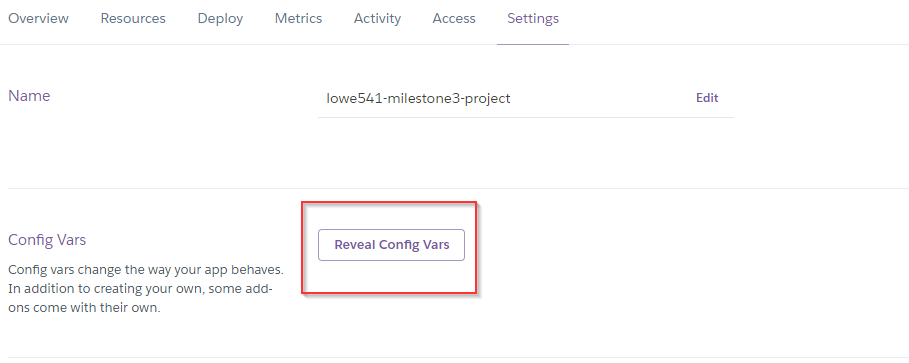 Overview Resources Deploy Metrics Activity Access Settings
Name lowe541-milestone3-project Edit
Config Vars Reveal Config Vars
Config vars change the way your app behaves.
In addition to creating your own, some add-
ons come with their own.